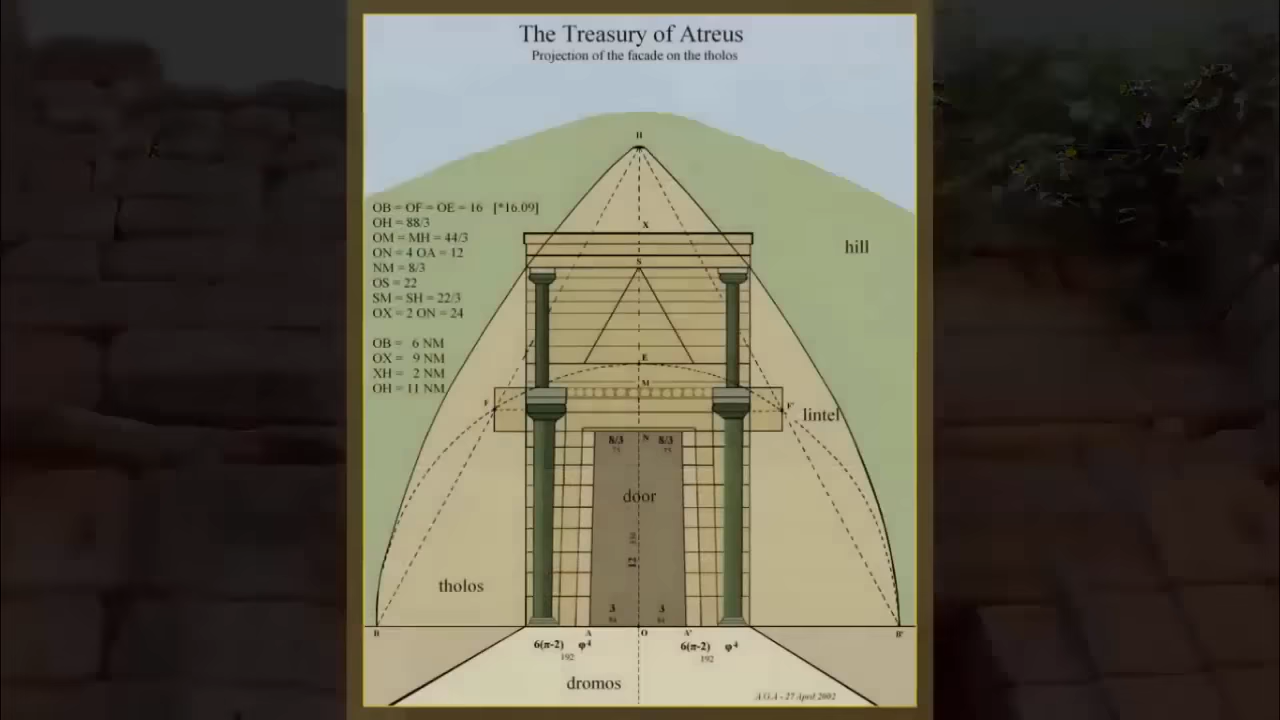 The Treasury of Atreus
Projection of the facade on the tholos
H
OB = OF = OE = 16 [*16.09]
OH = 88/3
OM = MH = 44/3
ON = 4 OA = 12
NM = 8/3
OS = 22
SM = SH = 22/3
OX = 2 ON = 24
OB = 6 NM
OX = 9 NM
XH = 2 NM
OH = 11 NM
X
hill
S
E
M
F
F'
lintel
8/3 N 8/3
door
12
tholos
3 3
B A O A' B'
6(π-2) φ⁴ 6(π-2) φ⁴
192 192
dromos
A G A - 27 April 2002